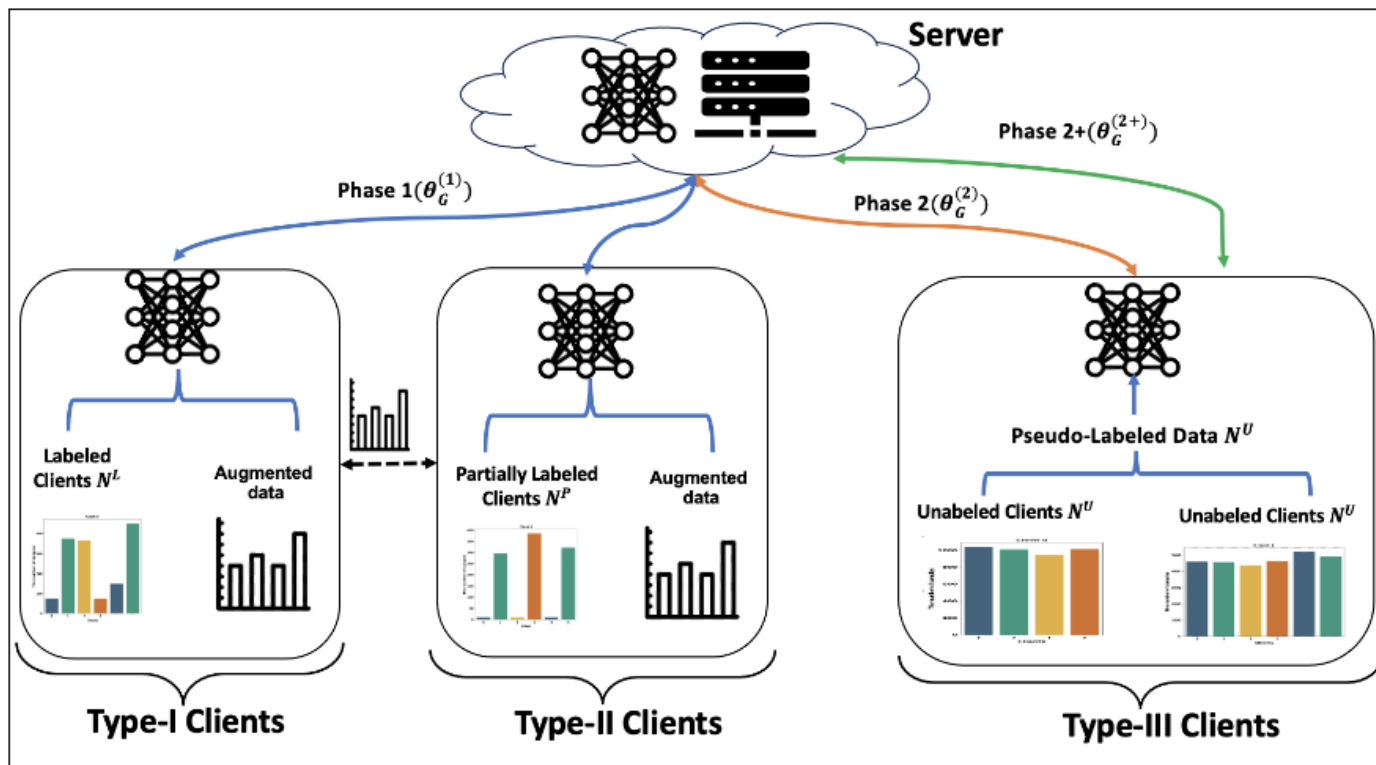 Server
Phase 2+(θ_G^(2+))
Phase 1(θ_G^(1))
Phase 2(θ_G^(2))
Labeled
Clients N^L
Augmented
data
Partially Labeled
Clients N^P
Augmented
data
Pseudo-Labeled Data N^U
Unabeled Clients N^U
Unabeled Clients N^U
Type-I Clients
Type-II Clients
Type-III Clients